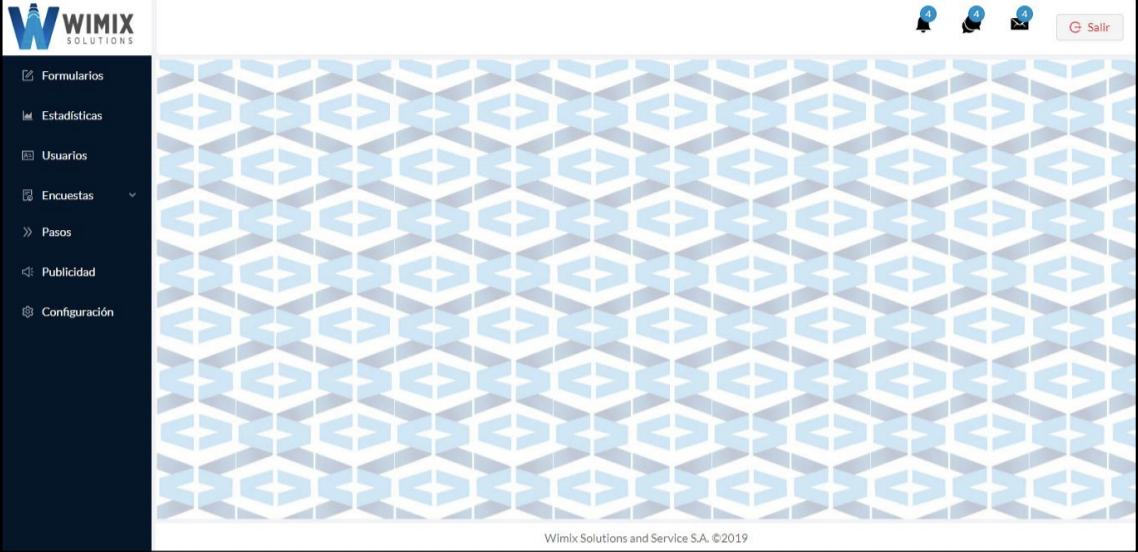 WIMIX
SOLUTIONS
4
4
4
Salir
Formularios
Estadísticas
Usuarios
Encuestas
Pasos
Publicidad
Configuración
Wimix Solutions and Service S.A. ©2019